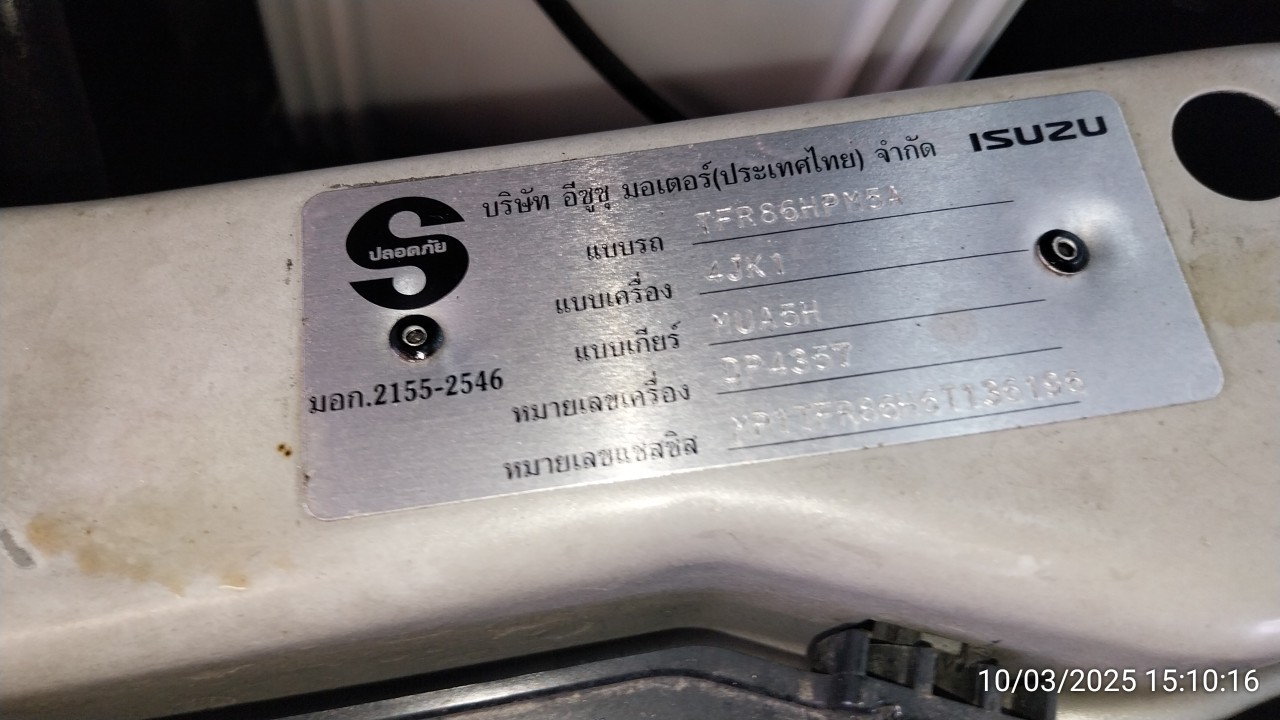 ISUZU
บริษัท อีซูซุ มอเตอร์(ประเทศไทย) จำกัด
ปลอดภัย
มอก.2155-2546
แบบรถ TFR86HPM5A
แบบเครื่อง 4JK1
แบบเกียร์ MUA5H
หมายเลขเครื่อง DP4357
หมายเลขแชสซิส MP1TFR86H6T136186
10/03/2025 15:10:16